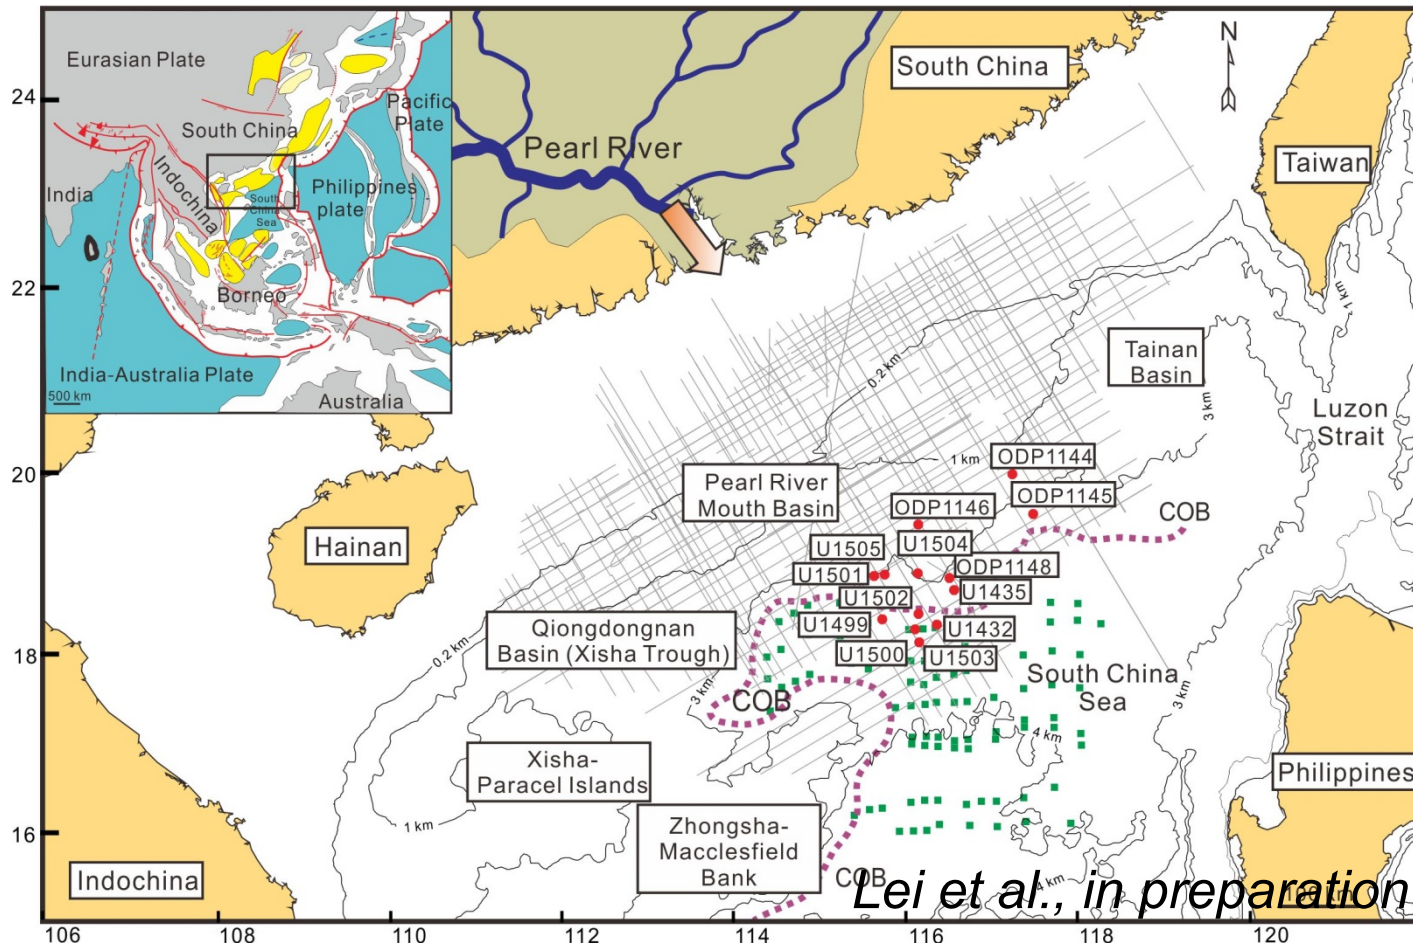 Eurasian Plate
Pacific
Plate
South China
Indochina
India
Philippines
plate
South
China
Sea
Borneo
India-Australia Plate
500 km
Australia
24
22
20
18
16
106
108
110
112
114
116
118
120
N
South China
Pearl River
Taiwan
1 km
0.2 km
Tainan
Basin
3 km
Luzon
Strait
1 km
ODP1144
Pearl River
Mouth Basin
ODP1145
ODP1146
COB
Hainan
U1505
U1504
U1501
ODP1148
U1502
U1435
Qiongdongnan
Basin (Xisha Trough)
U1499
U1432
0.2 km
U1500
U1503
3 km
COB
South China
Sea
3 km
4 km
Xisha-
Paracel Islands
Philippines
1 km
Zhongsha-
Macclesfield
Bank
Indochina
COB
4 km
Lei et al., in preparation